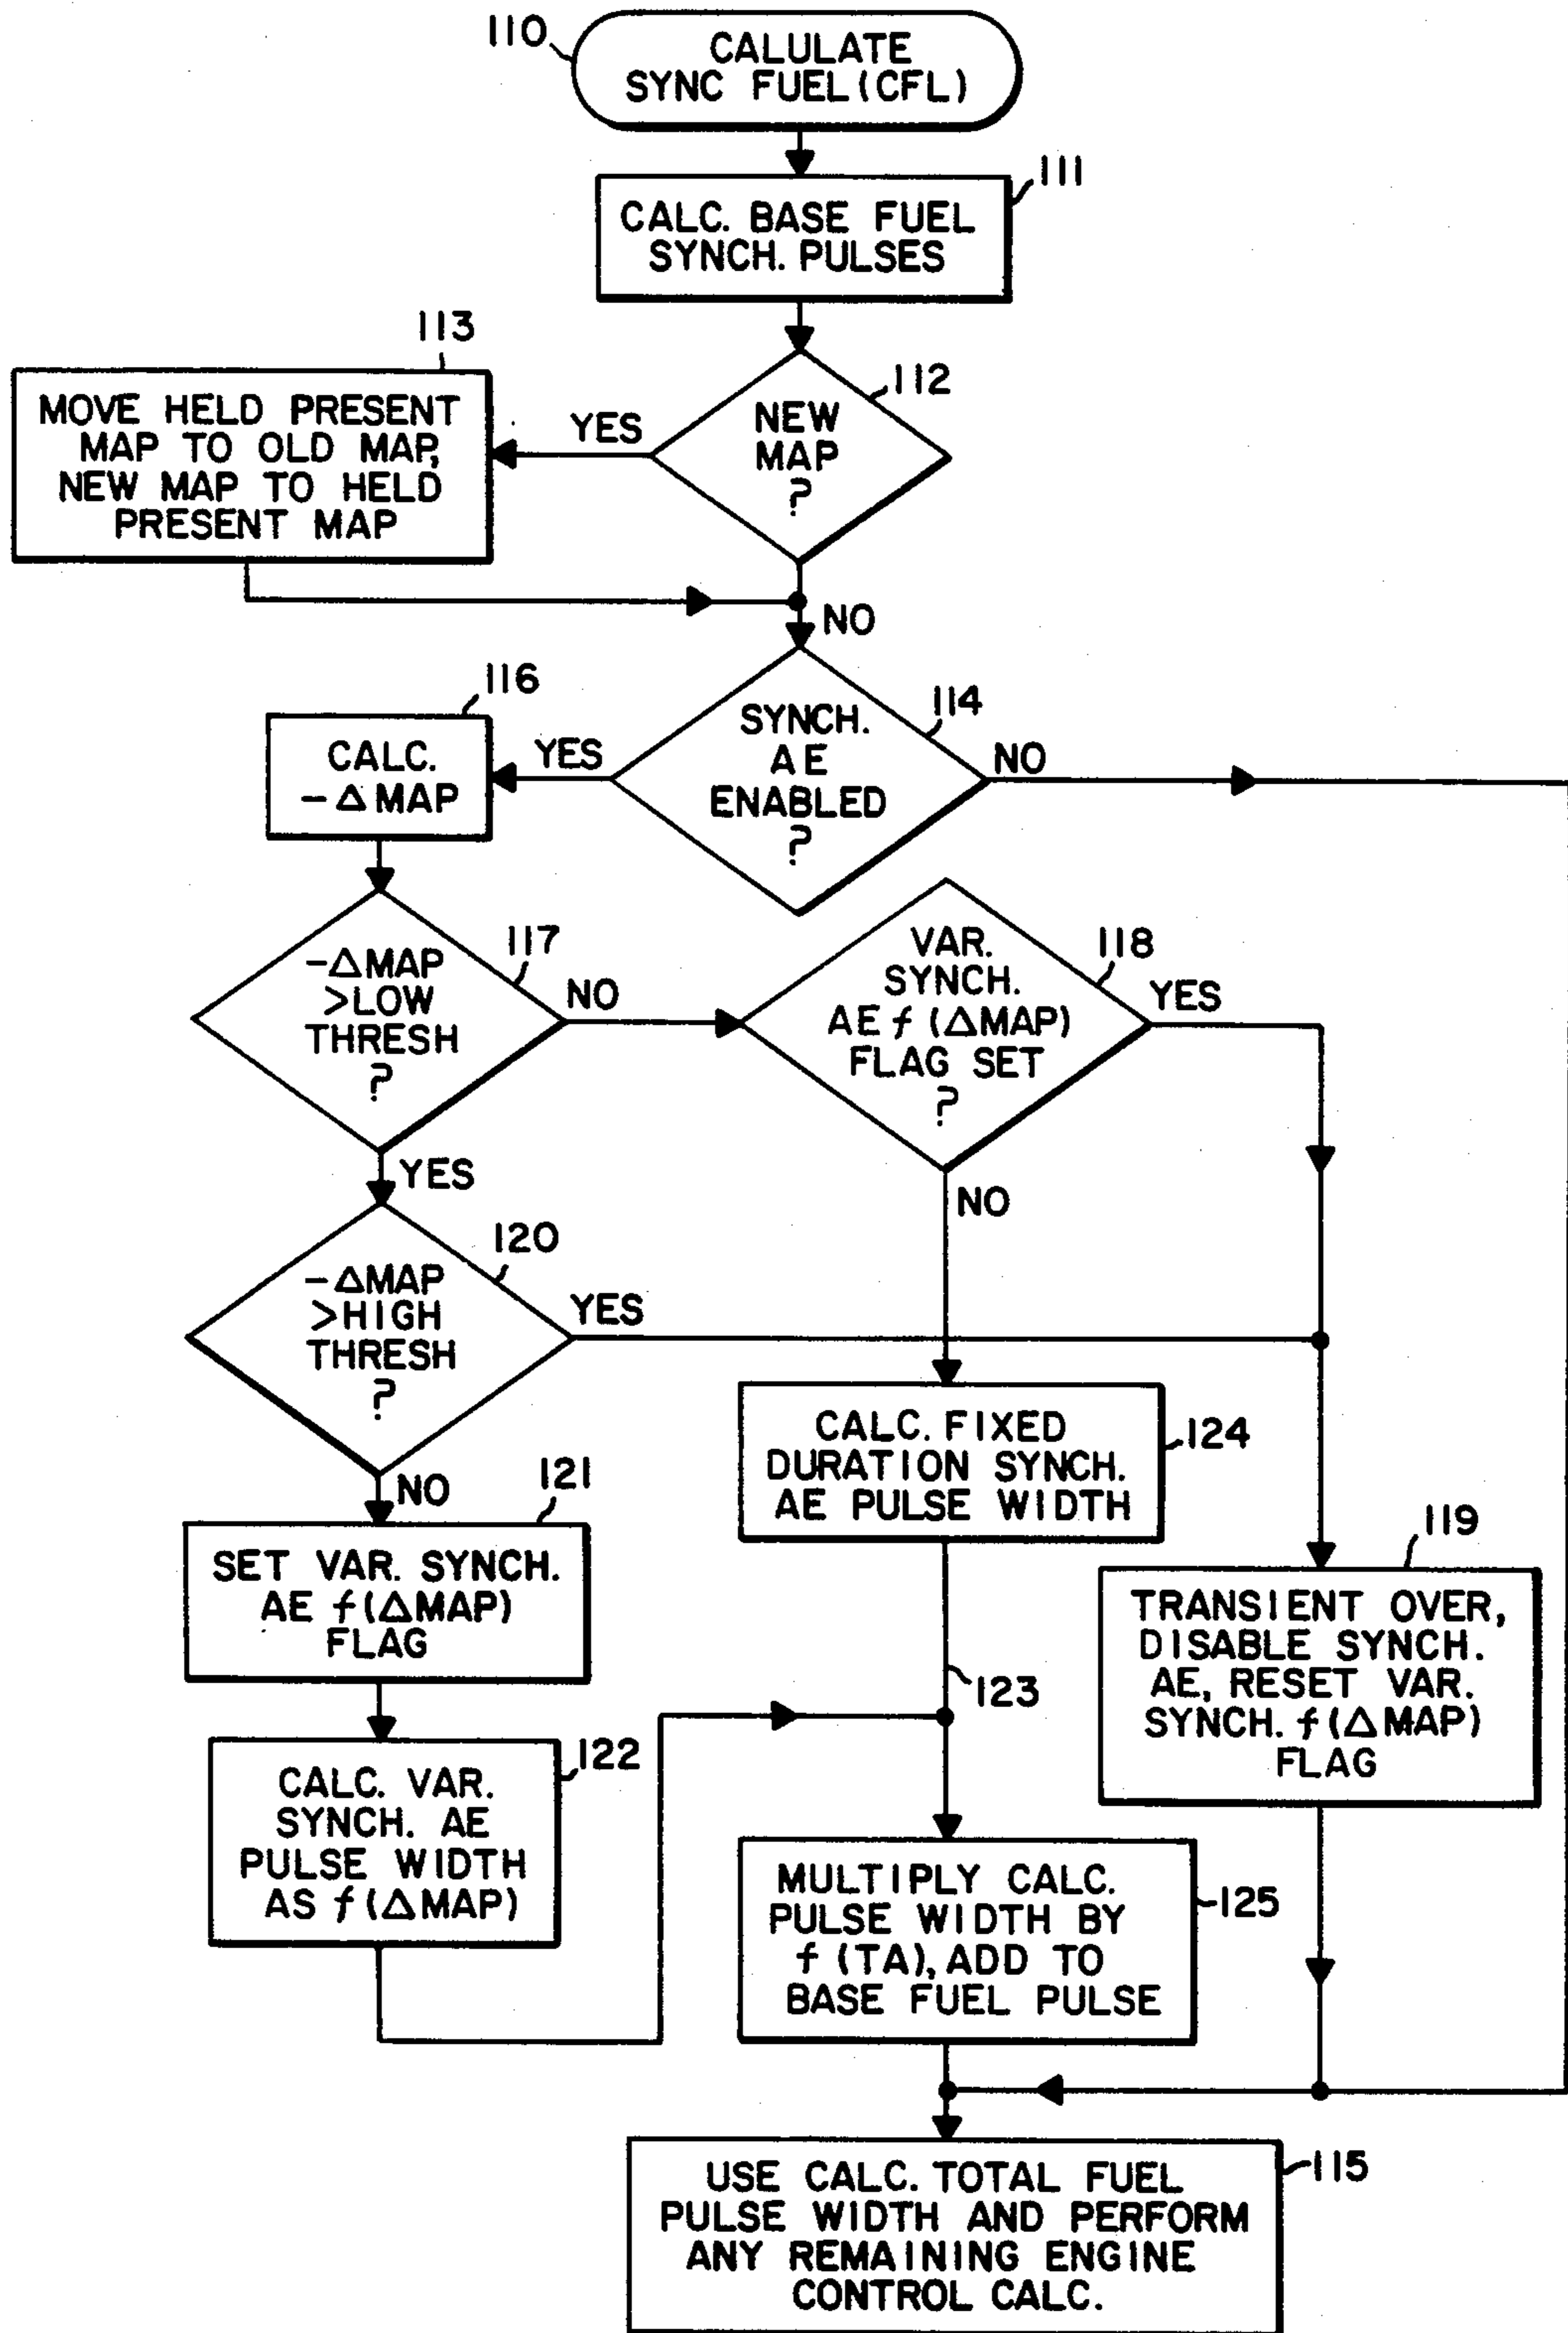 110
CALULATE
SYNC FUEL (CFL)
111
CALC. BASE FUEL
SYNCH. PULSES
113
MOVE HELD PRESENT
MAP TO OLD MAP,
NEW MAP TO HELD
PRESENT MAP
YES
112
NEW
MAP
?
NO
116
CALC.
-ΔMAP
YES
114
SYNCH.
AE
ENABLED
?
NO
117
-ΔMAP
>LOW
THRESH
?
NO
YES
118
VAR.
SYNCH.
AE f (ΔMAP)
FLAG SET
?
YES
NO
120
-ΔMAP
>HIGH
THRESH
?
YES
NO
124
CALC. FIXED
DURATION SYNCH.
AE PULSE WIDTH
121
SET VAR. SYNCH.
AE f(ΔMAP)
FLAG
119
TRANSIENT OVER,
DISABLE SYNCH.
AE, RESET VAR.
SYNCH. f(ΔMAP)
FLAG
123
122
CALC. VAR.
SYNCH. AE
PULSE WIDTH
AS f(ΔMAP)
125
MULTIPLY CALC.
PULSE WIDTH BY
f (TA), ADD TO
BASE FUEL PULSE
115
USE CALC. TOTAL FUEL
PULSE WIDTH AND PERFORM
ANY REMAINING ENGINE
CONTROL CALC.